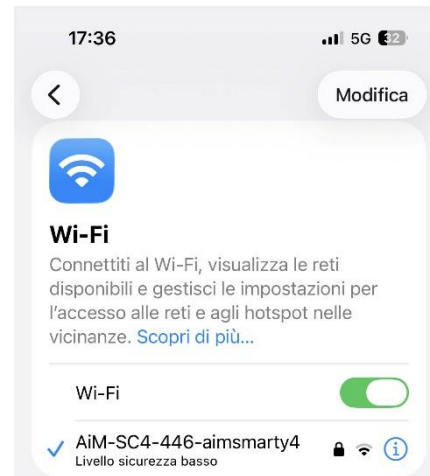 17:36 5G 32
Modifica
Wi-Fi
Connettiti al Wi-Fi, visualizza le reti
disponibili e gestisci le impostazioni per
l'accesso alle reti e agli hotspot nelle
vicinanze. Scopri di più...
Wi-Fi
AiM-SC4-446-aimsmarty4
Livello sicurezza basso